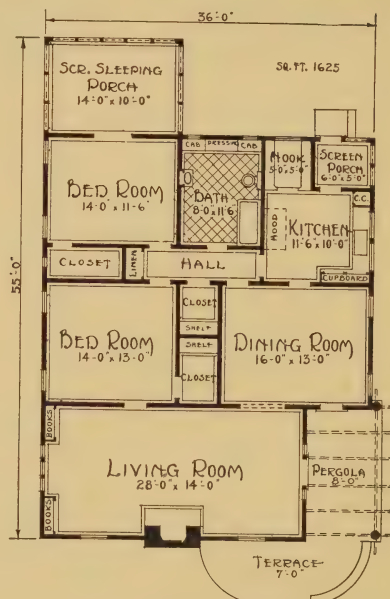 36'-0"
SQ. FT. 1625
SCR. SLEEPING
PORCH
14'-0" x 10'-0"
55'-0"
BED ROOM
14'-0" x 11'-6"
CAB
DRESSING
CAB
BATH
8'-0" x 11'-6"
NOOK
5'-0" x 5'-0"
SCREEN
PORCH
6'-0" x 5'-0"
C.C.
HOOD
KITCHEN
11'-6" x 10'-0"
CUPBOARD
CLOSET
LINEN
HALL
BED ROOM
14'-0" x 13'-0"
CLOSET
SHELF
SHELF
CLOSET
DINING ROOM
16'-0" x 13'-0"
BOOKS
LIVING ROOM
28'-0" x 14'-0"
BOOKS
PERGOLA
8'-0"
TERRACE
7'-0"